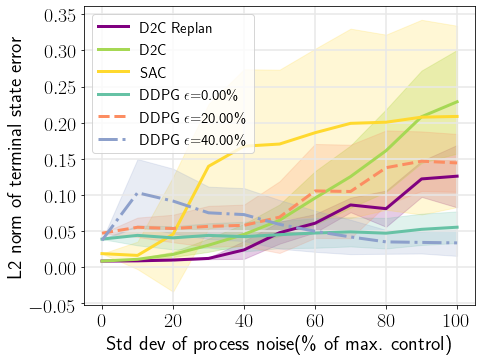 0.35
0.30
0.25
0.20
0.15
0.10
0.05
0.00
−0.05
L2 norm of terminal state error
D2C Replan
D2C
SAC
DDPG ϵ=0.00%
DDPG ϵ=20.00%
DDPG ϵ=40.00%
0 20 40 60 80 100
Std dev of process noise(% of max. control)